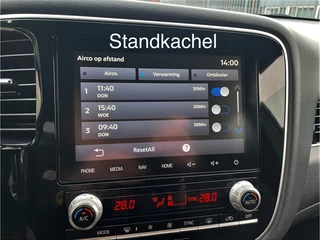 Standkachel
Airco op afstand
14:00
Airco. Verwarming Ontdooier
1 11:40 30Min
DON
2 15:40 20Min
WOE
3 09:40 30Min
DON
ResetAll
PHONE MEDIA NAV HOME
28.0 SYNC 28.0
A/C AUTO
MODE SYNC OFF